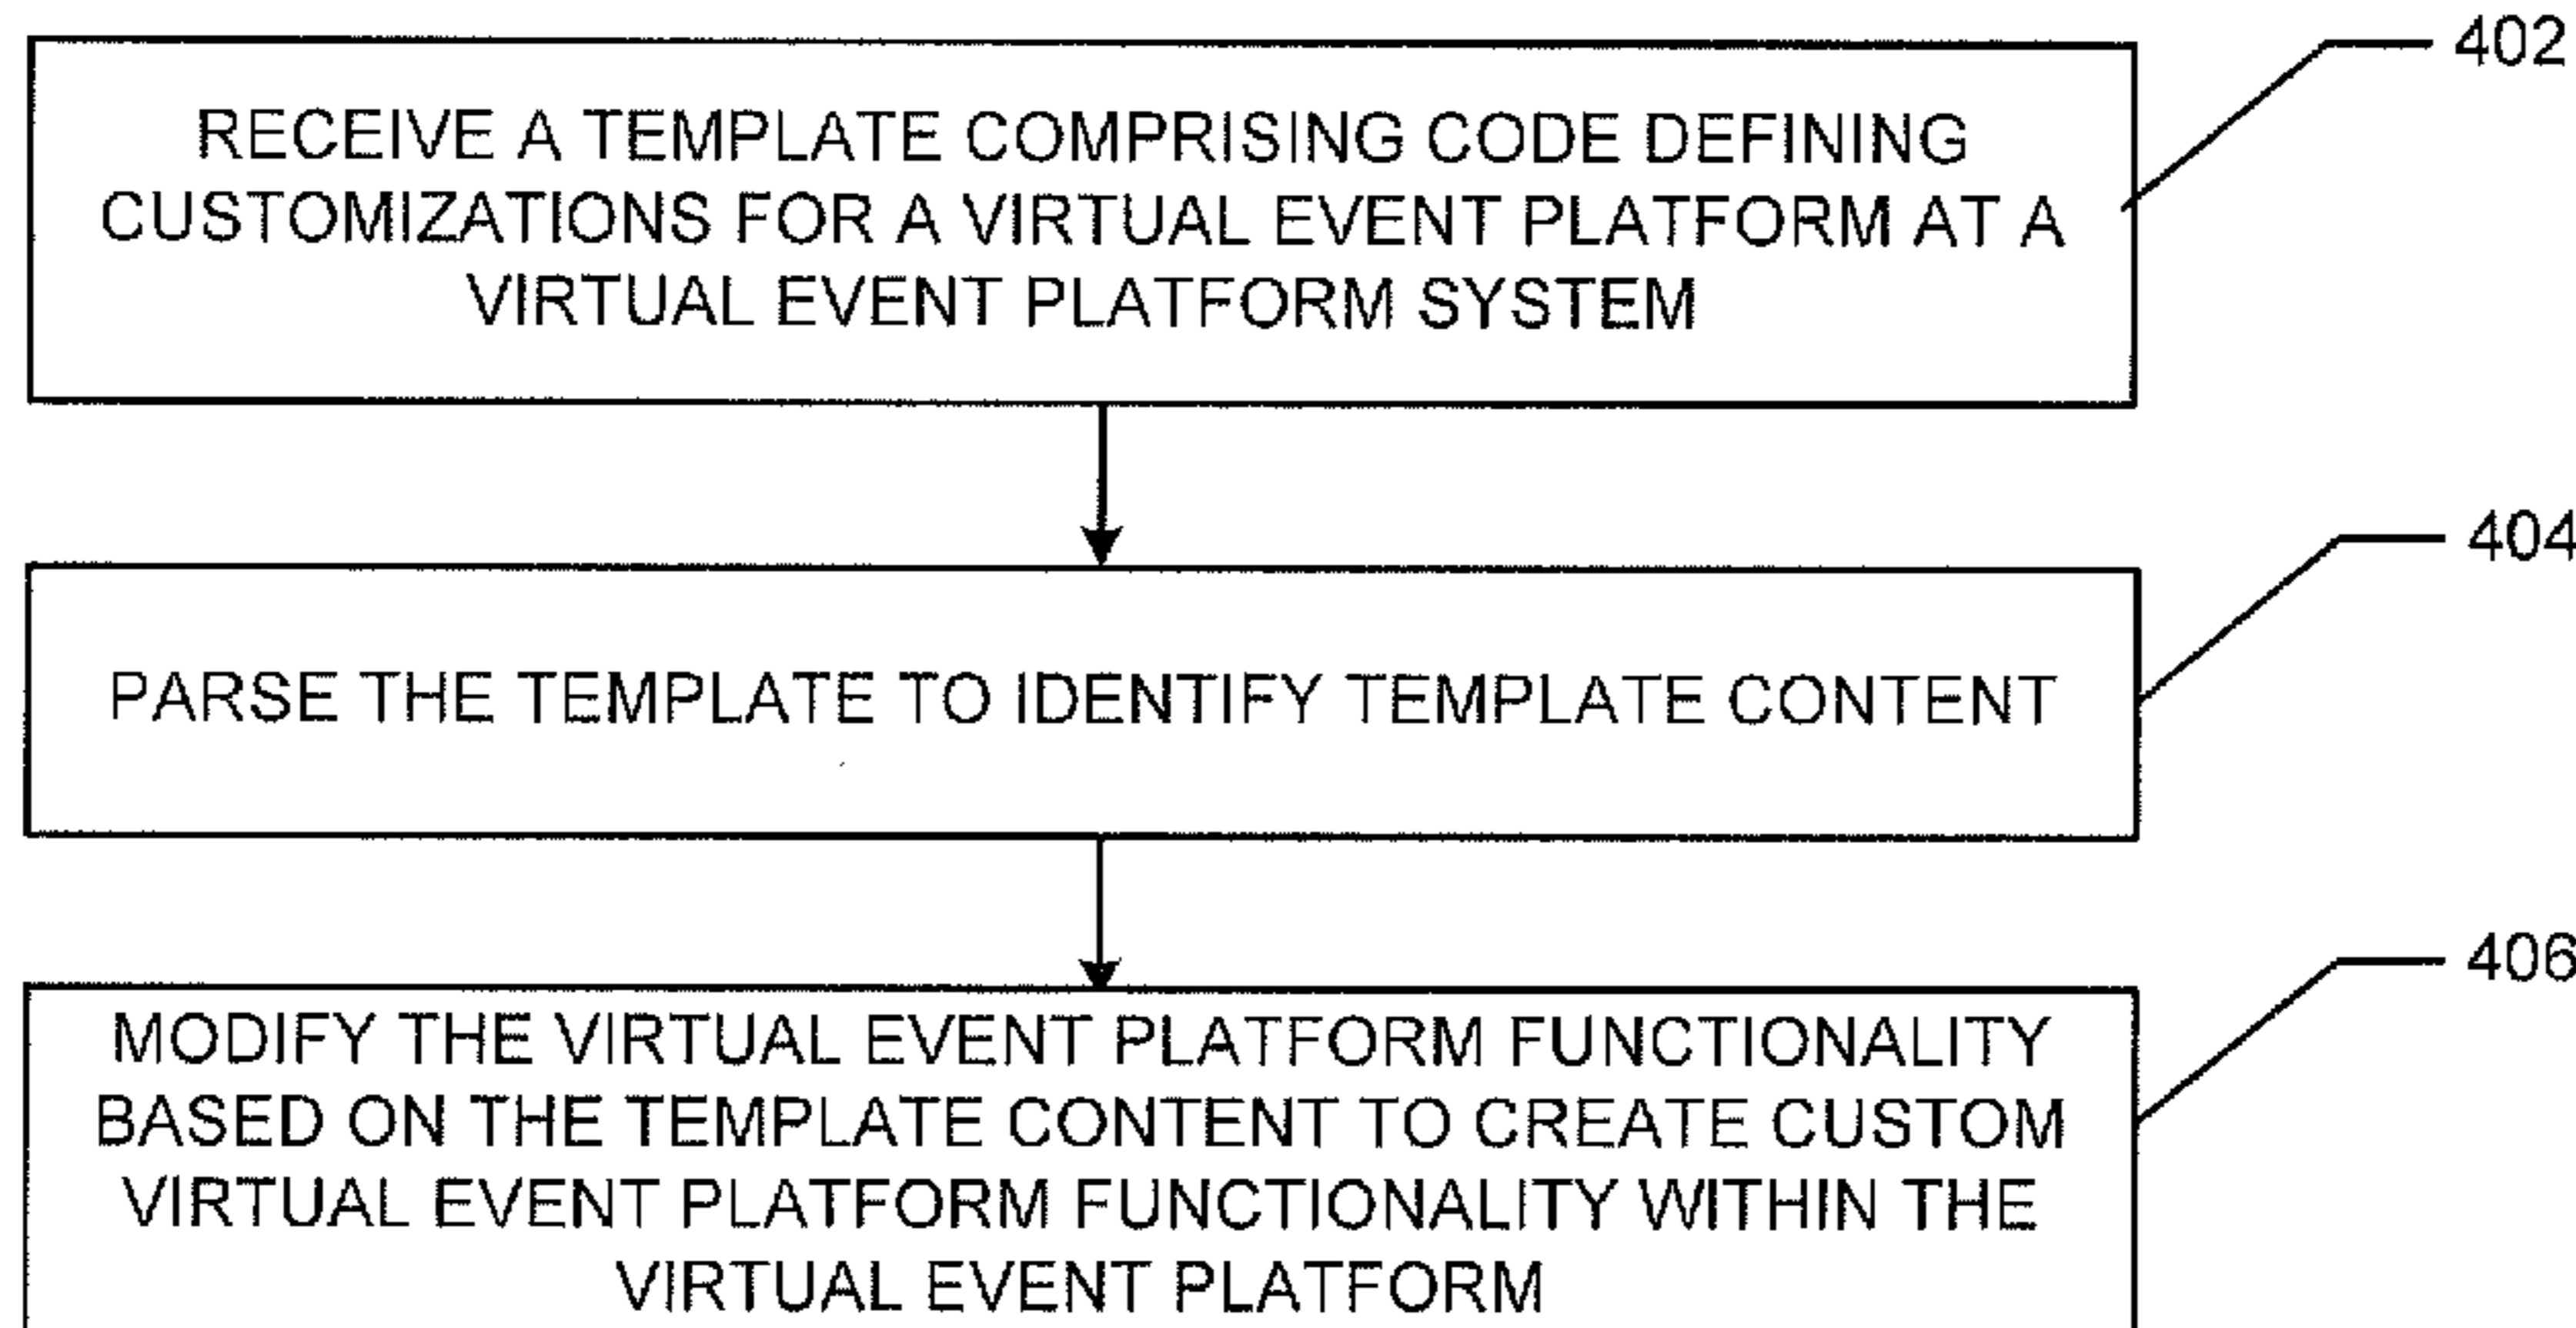 402
RECEIVE A TEMPLATE COMPRISING CODE DEFINING
CUSTOMIZATIONS FOR A VIRTUAL EVENT PLATFORM AT A
VIRTUAL EVENT PLATFORM SYSTEM
404
PARSE THE TEMPLATE TO IDENTIFY TEMPLATE CONTENT
406
MODIFY THE VIRTUAL EVENT PLATFORM FUNCTIONALITY
BASED ON THE TEMPLATE CONTENT TO CREATE CUSTOM
VIRTUAL EVENT PLATFORM FUNCTIONALITY WITHIN THE
VIRTUAL EVENT PLATFORM